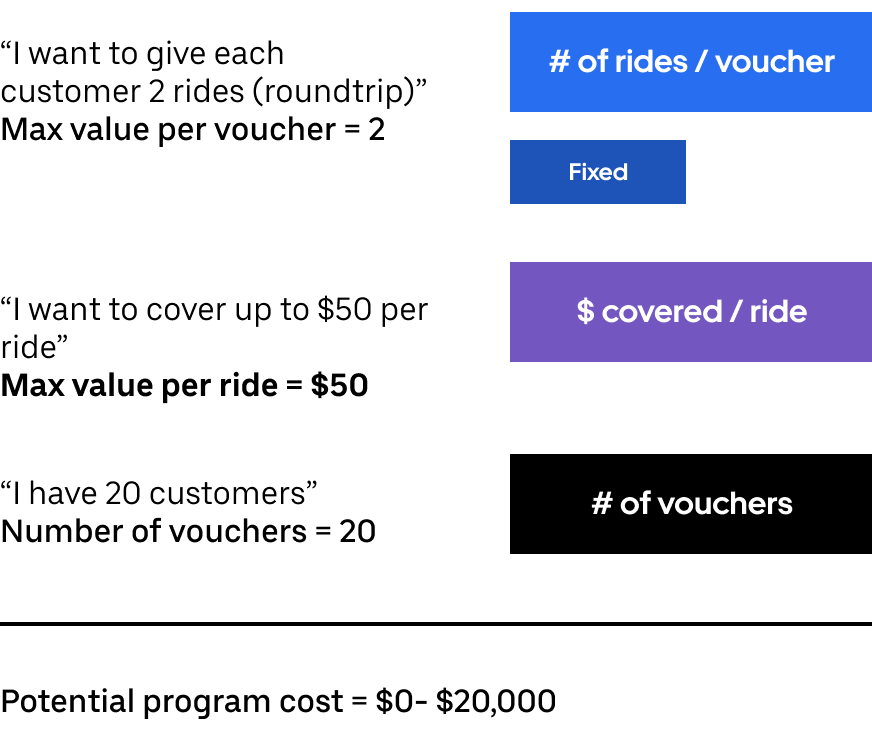 “I want to give each
customer 2 rides (roundtrip)”
Max value per voucher = 2
# of rides / voucher
Fixed
“I want to cover up to $50 per
ride”
Max value per ride = $50
$ covered / ride
“I have 20 customers”
Number of vouchers = 20
# of vouchers
Potential program cost = $0- $20,000